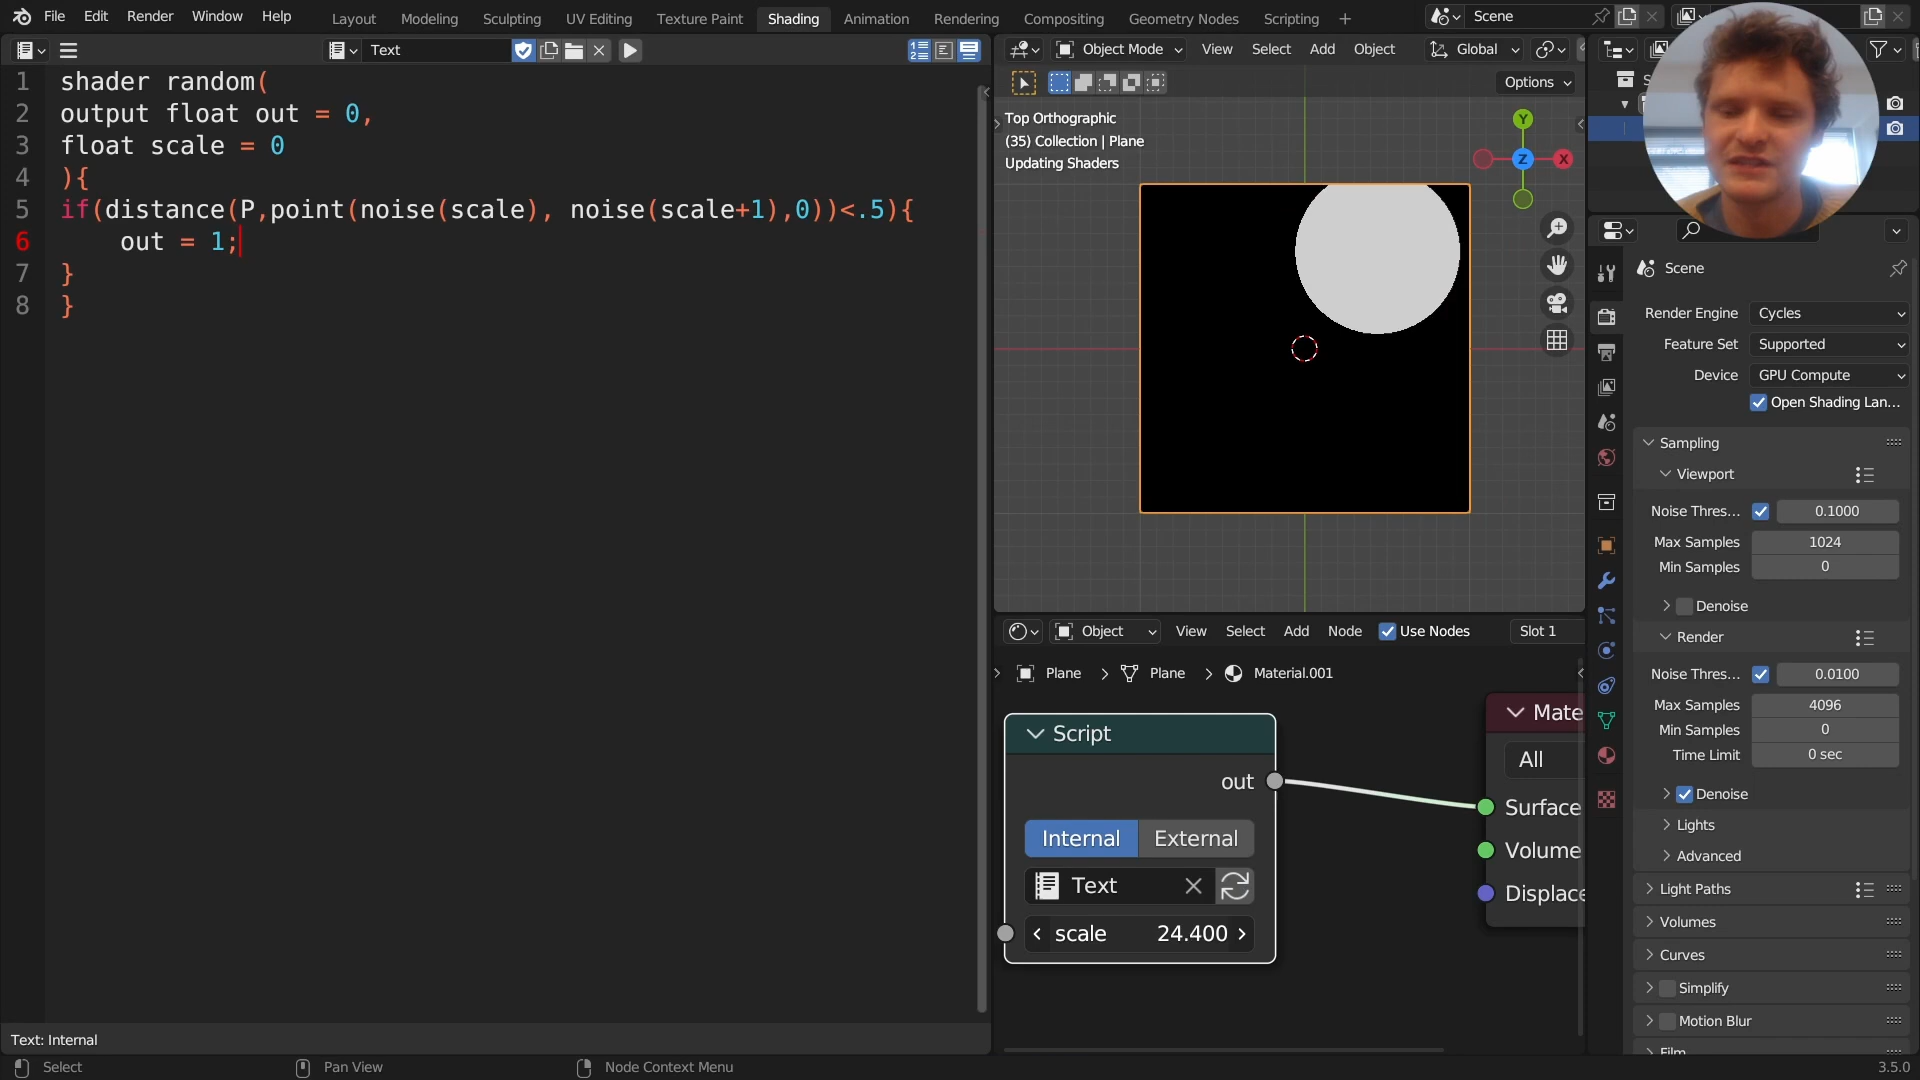 File Edit Render Window Help Layout Modeling Sculpting UV Editing Texture Paint Shading Animation Rendering Compositing Geometry Nodes Scripting + Scene
Text
Object Mode View Select Add Object Global
Options
1 shader random(
2 output float out = 0,
3 float scale = 0
4 ){
5 if(distance(P,point(noise(scale), noise(scale+1),0))<.5){
6 out = 1;
7 }
8 }
Top Orthographic
(35) Collection | Plane
Updating Shaders
Y
Z
X
Object View Select Add Node Use Nodes Slot 1
Plane > Plane > Material.001
Script
out
Internal External
Text
scale 24.400
Mate
All
Surface
Volume
Displace
Scene
Render Engine Cycles
Feature Set Supported
Device GPU Compute
Open Shading Lan...
Sampling
Viewport
Noise Thres... 0.1000
Max Samples 1024
Min Samples 0
Denoise
Render
Noise Thres... 0.0100
Max Samples 4096
Min Samples 0
Time Limit 0 sec
Denoise
Lights
Advanced
Light Paths
Volumes
Curves
Simplify
Motion Blur
Film
Text: Internal
Select Pan View Node Context Menu 3.5.0